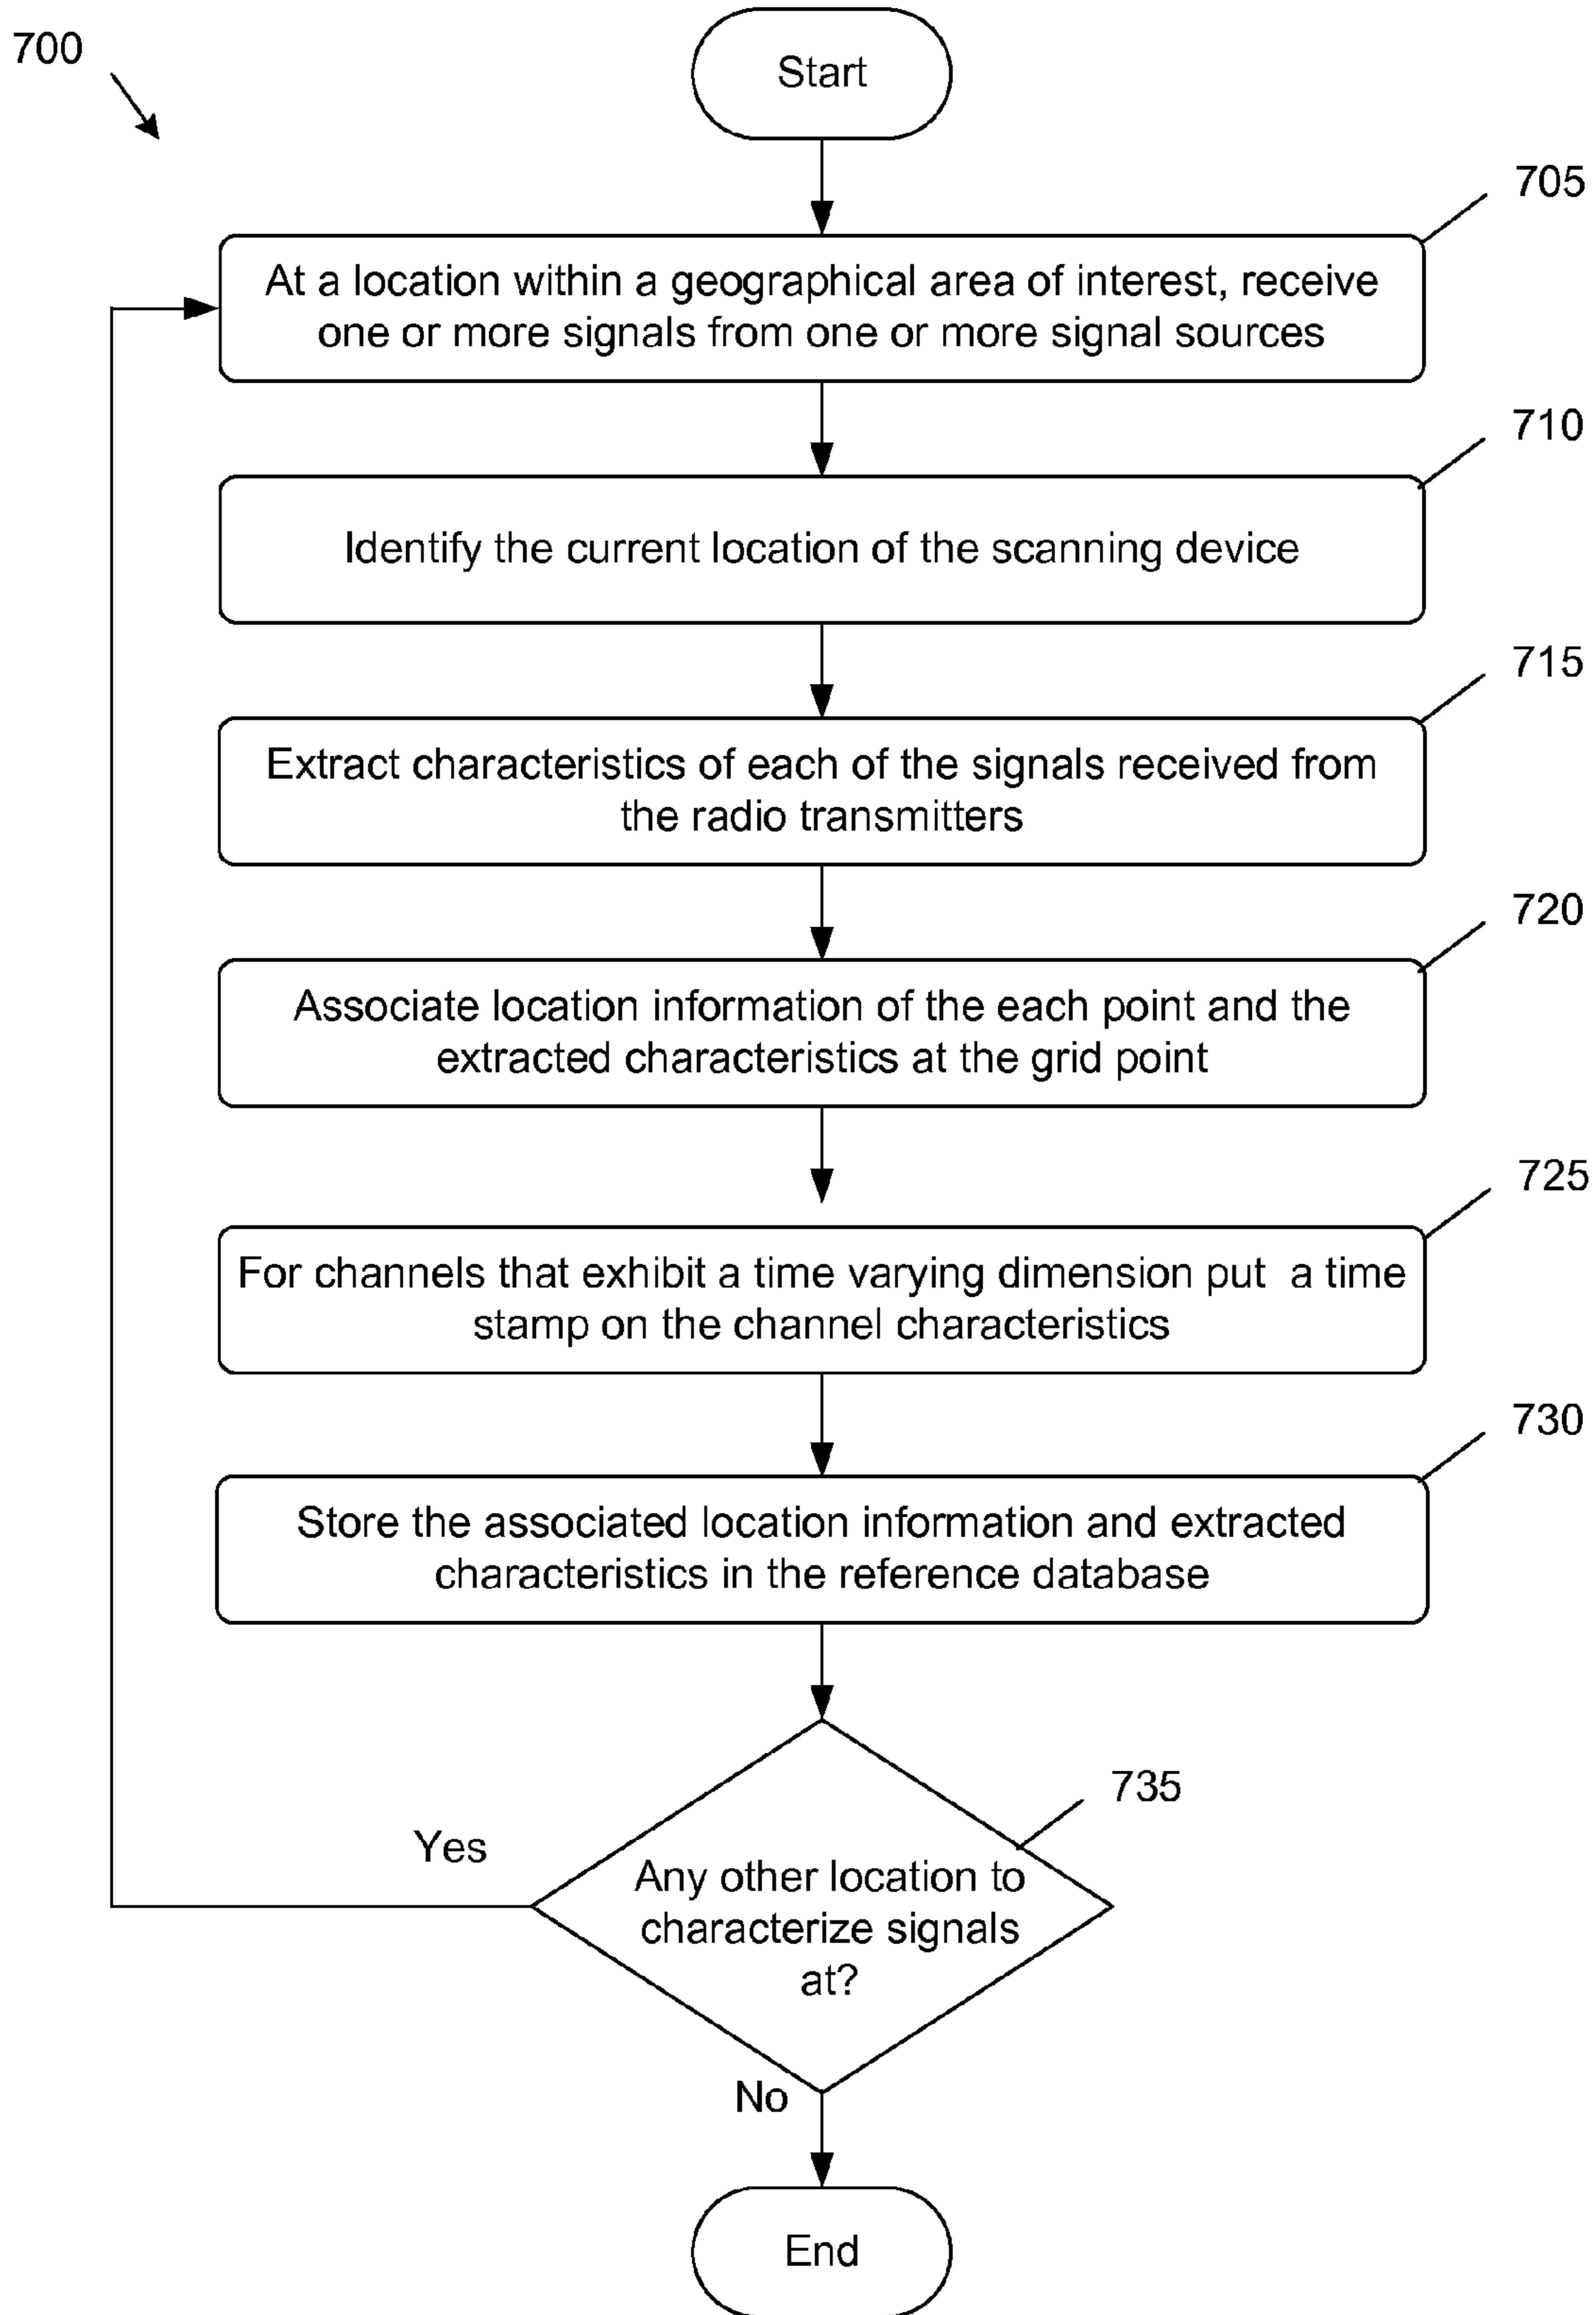 700
Start
705
At a location within a geographical area of interest, receive
one or more signals from one or more signal sources
710
Identify the current location of the scanning device
715
Extract characteristics of each of the signals received from
the radio transmitters
720
Associate location information of the each point and the
extracted characteristics at the grid point
725
For channels that exhibit a time varying dimension put a time
stamp on the channel characteristics
730
Store the associated location information and extracted
characteristics in the reference database
735
Yes
Any other location to
characterize signals
at?
No
End